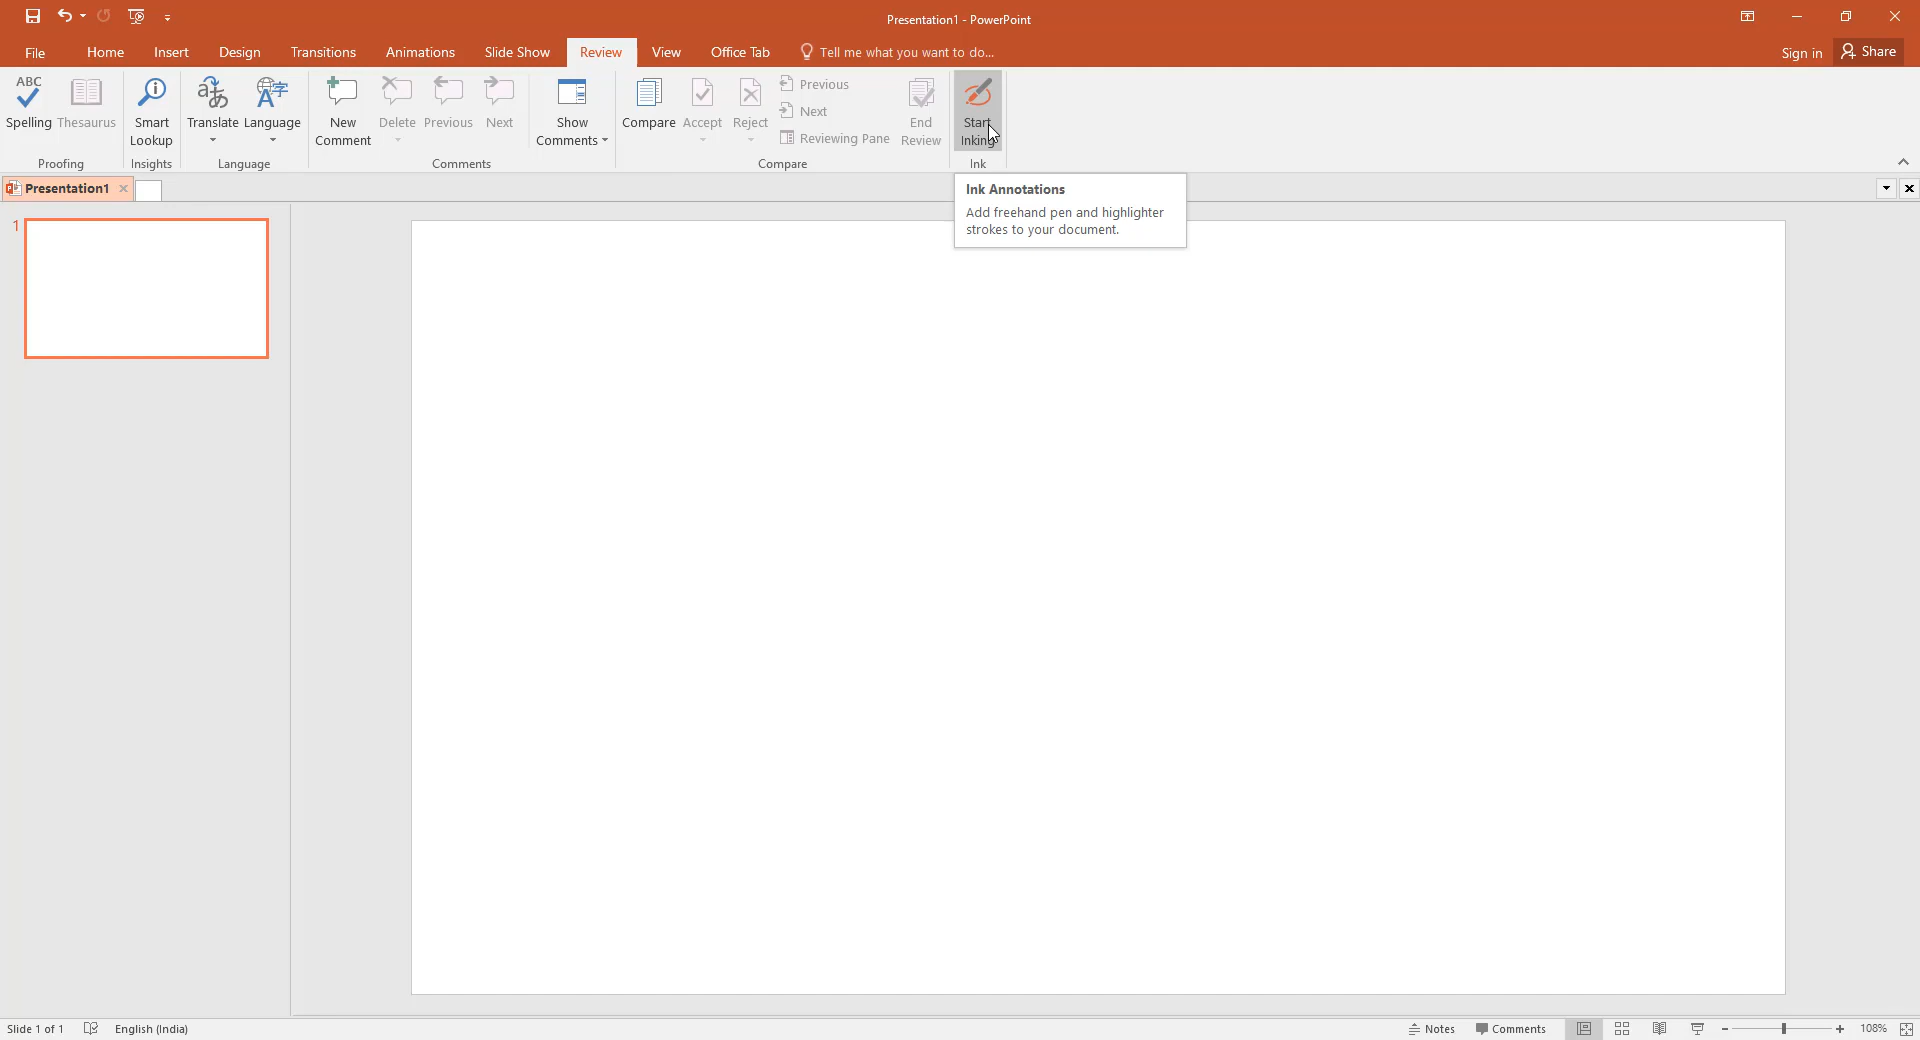 Presentation1 - PowerPoint
File Home Insert Design Transitions Animations Slide Show Review View Office Tab Tell me what you want to do... Sign in Share
ABC
Spelling Thesaurus
Smart Lookup
Translate Language
New Comment
Delete Previous Next
Show Comments
Compare Accept Reject
Previous
Next
Reviewing Pane
End Review
Start Inking
Proofing Insights Language Comments Compare Ink
Presentation1
Ink Annotations
Add freehand pen and highlighter
strokes to your document.
1
Slide 1 of 1 English (India) Notes Comments 108%